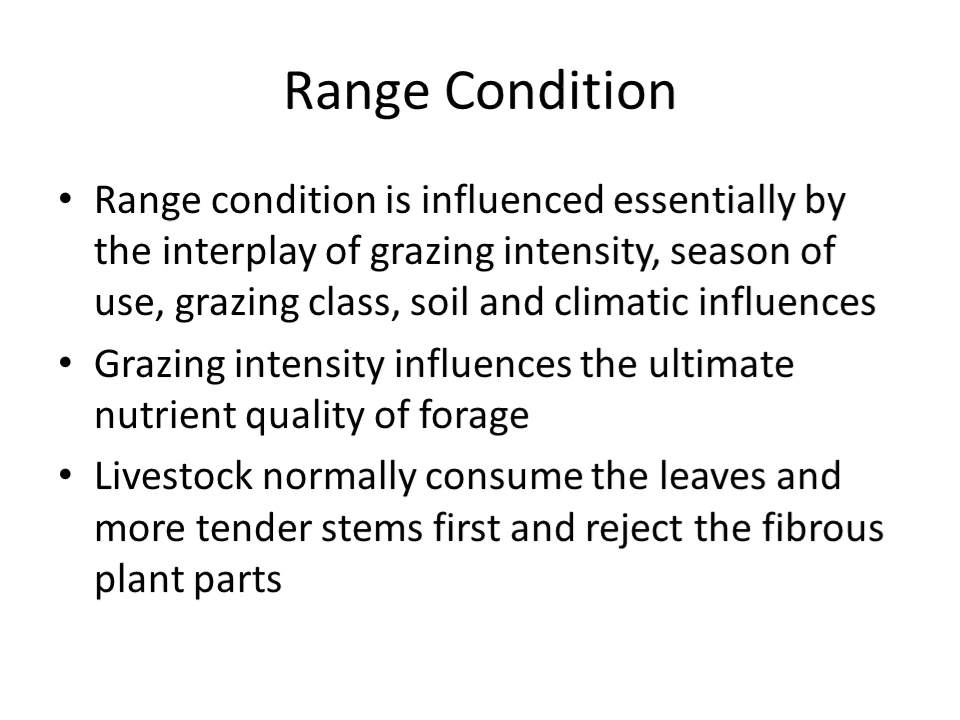 Range Condition
• Range condition is influenced essentially by
the interplay of grazing intensity, season of
use, grazing class, soil and climatic influences
• Grazing intensity influences the ultimate
nutrient quality of forage
• Livestock normally consume the leaves and
more tender stems first and reject the fibrous
plant parts